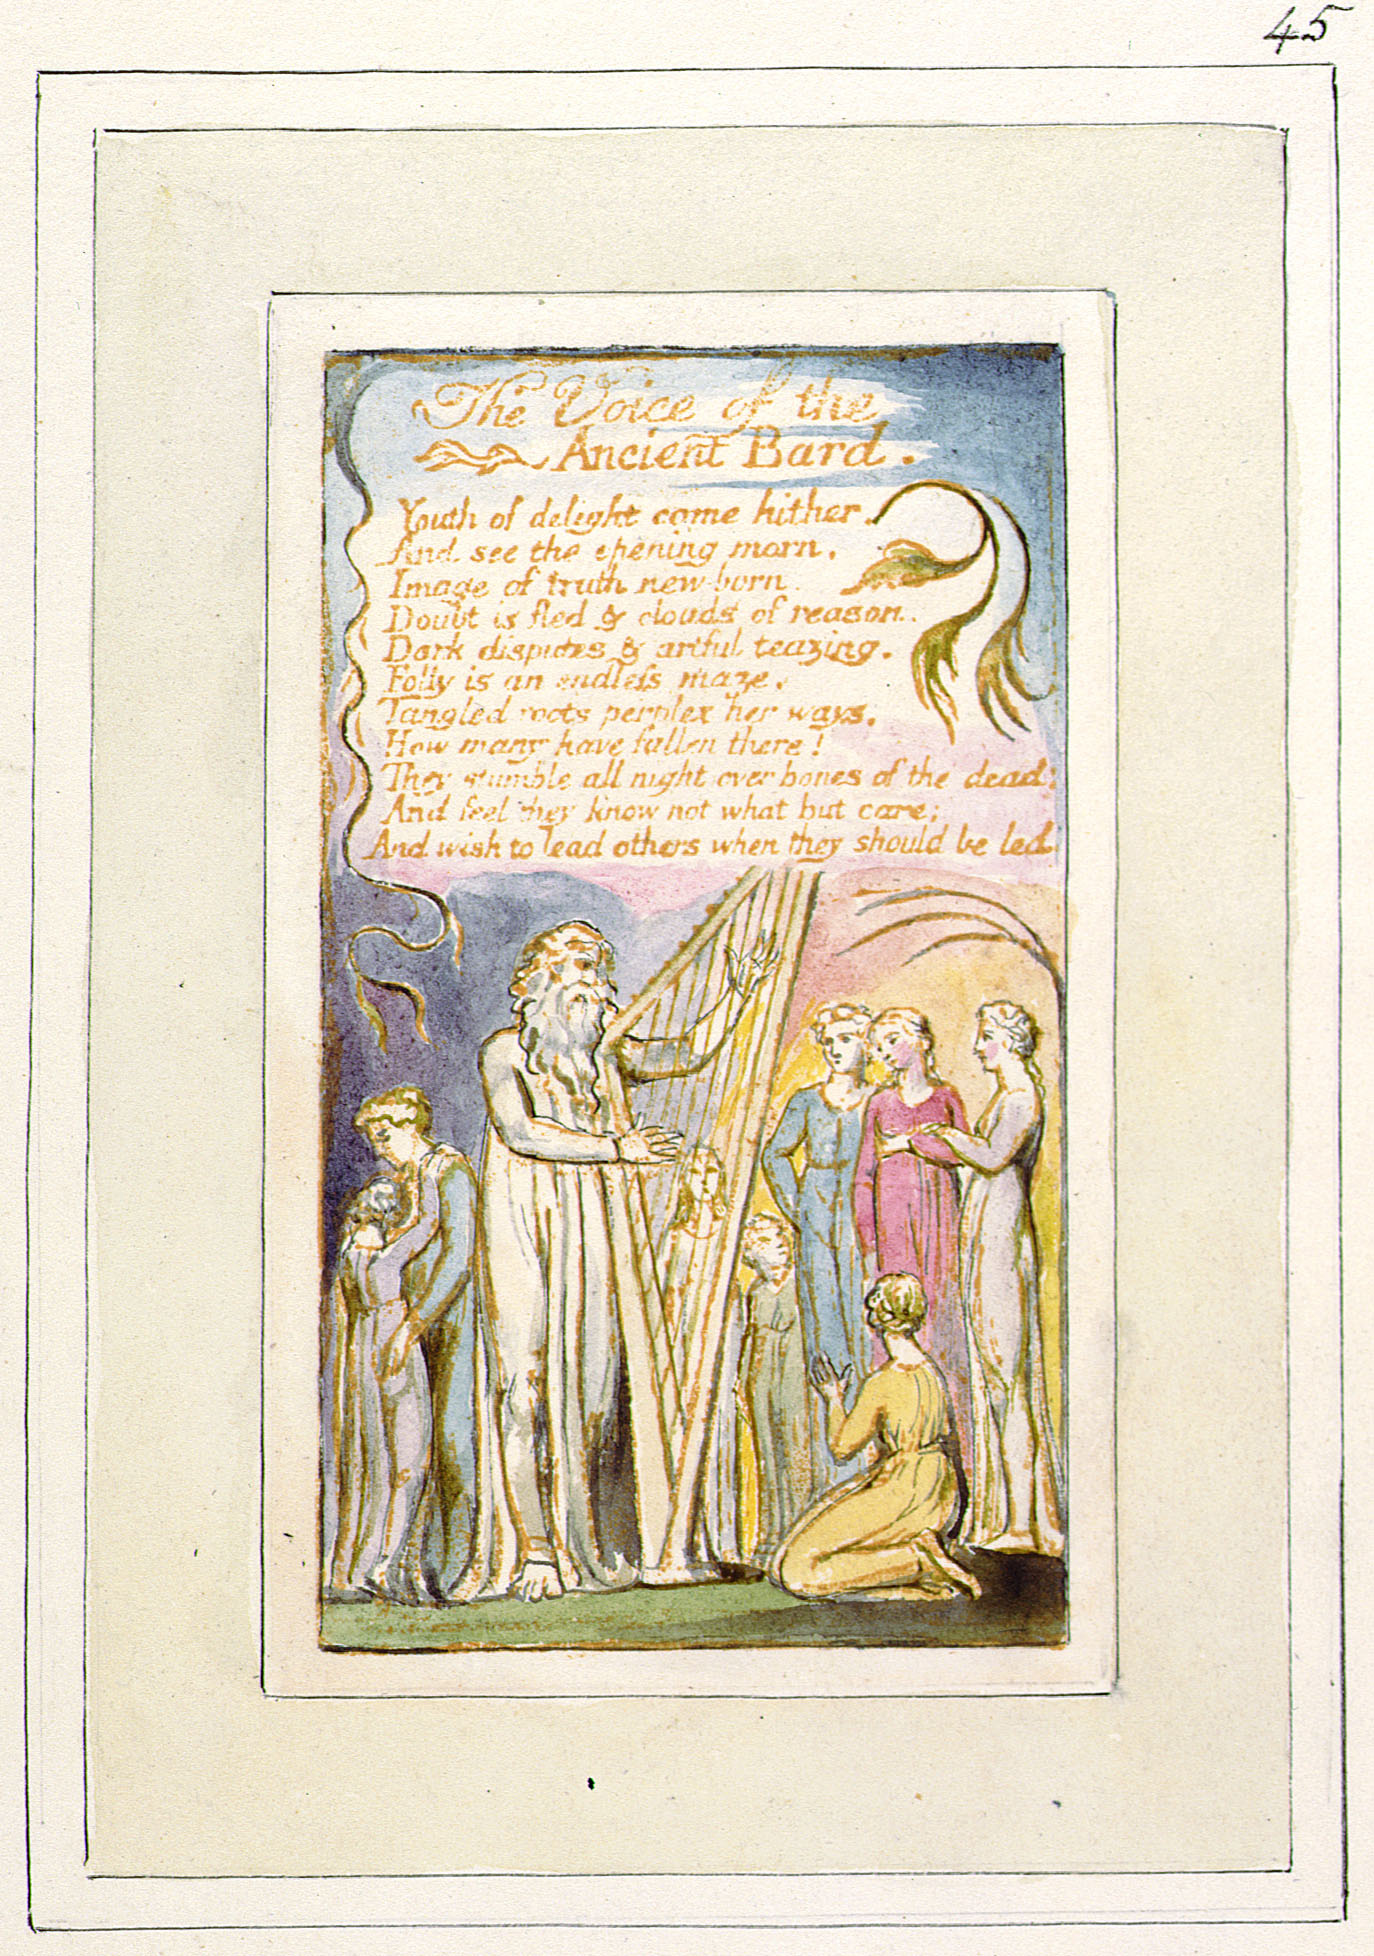 45
The Voice of the
Ancient Bard.
Youth of delight come hither.
And see the opening morn.
Image of truth new-born.
Doubt is fled & clouds of reason.
Dark disputes & artful teazing.
Folly is an endless maze.
Tangled roots perplex her ways.
How many have fallen there!
They stumble all night over bones of the dead;
And feel they know not what but care;
And wish to lead others when they should be led.